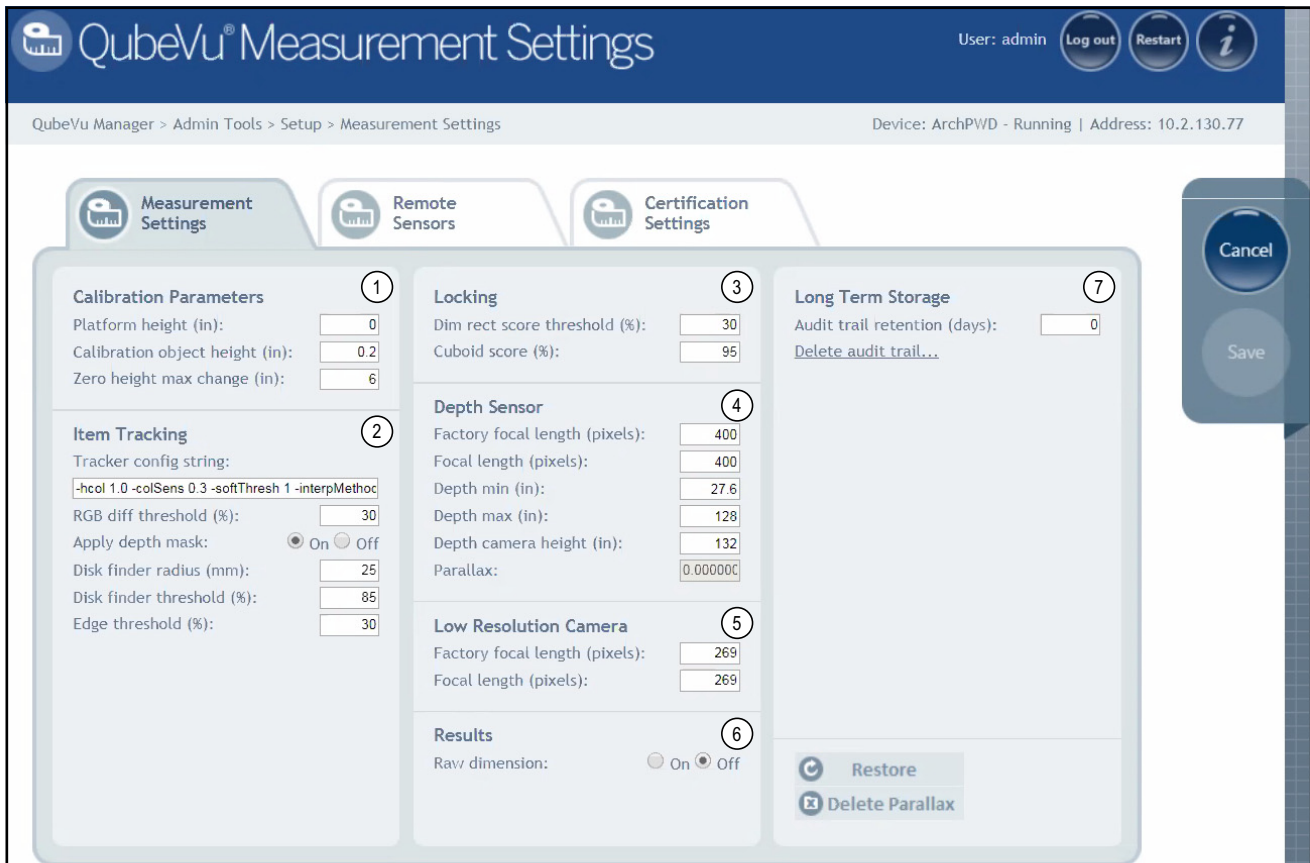 QubeVu® Measurement Settings
User: admin
Log out
Restart
i
QubeVu Manager > Admin Tools > Setup > Measurement Settings
Device: ArchPWD - Running | Address: 10.2.130.77
Measurement
Settings
Remote
Sensors
Certification
Settings
Cancel
Save
Calibration Parameters 1
Platform height (in): 0
Calibration object height (in): 0.2
Zero height max change (in): 6
Item Tracking 2
Tracker config string:
-hcol 1.0 -colSens 0.3 -softThresh 1 -interpMethod
RGB diff threshold (%): 30
Apply depth mask: On Off
Disk finder radius (mm): 25
Disk finder threshold (%): 85
Edge threshold (%): 30
Locking 3
Dim rect score threshold (%): 30
Cuboid score (%): 95
Depth Sensor 4
Factory focal length (pixels): 400
Focal length (pixels): 400
Depth min (in): 27.6
Depth max (in): 128
Depth camera height (in): 132
Parallax: 0.000000
Low Resolution Camera 5
Factory focal length (pixels): 269
Focal length (pixels): 269
Results 6
Raw dimension: On Off
Long Term Storage 7
Audit trail retention (days): 0
Delete audit trail...
Restore
Delete Parallax